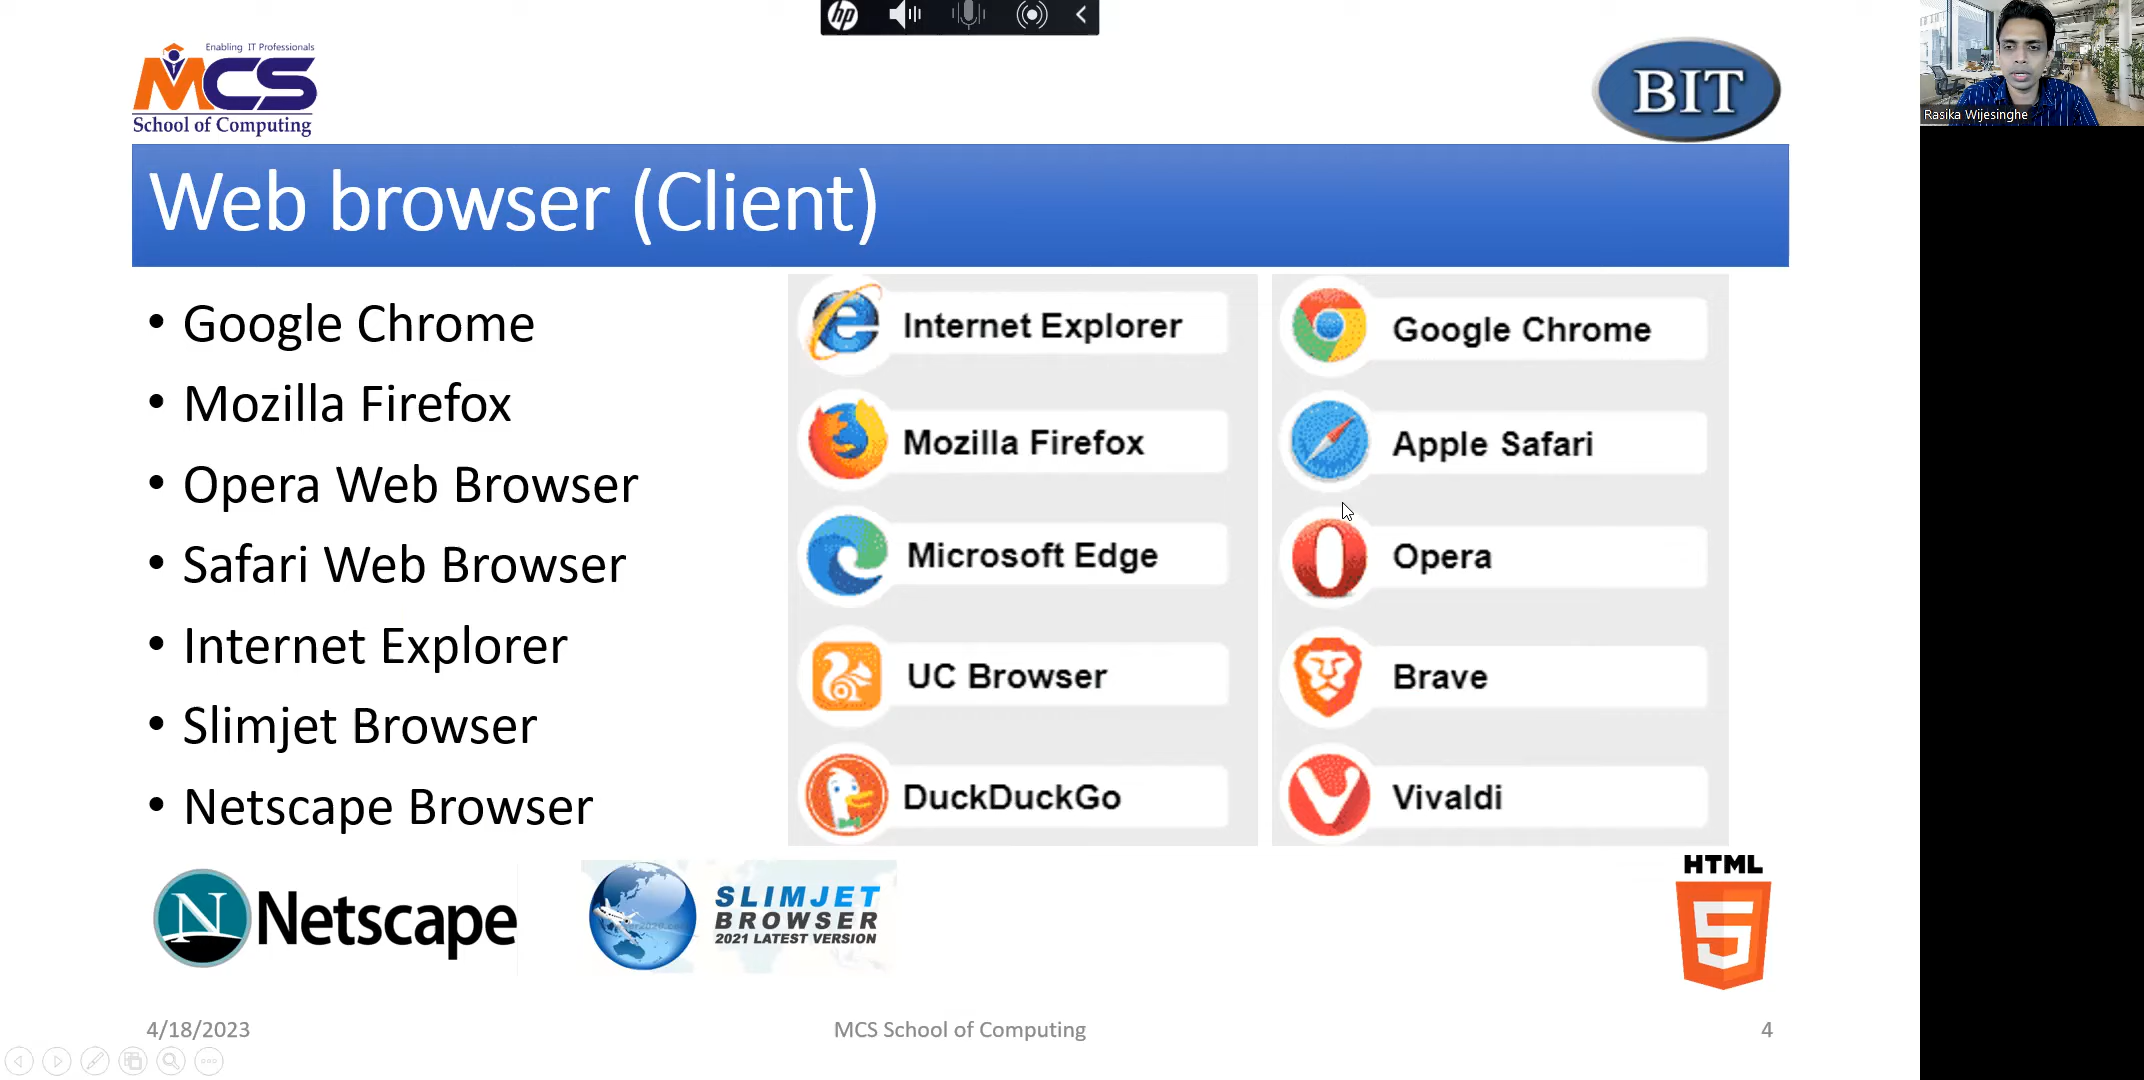 hp
Enabling IT Professionals
MCS
School of Computing
BIT
Rasika Wijesinghe
Web browser (Client)
• Google Chrome
• Mozilla Firefox
• Opera Web Browser
• Safari Web Browser
• Internet Explorer
• Slimjet Browser
• Netscape Browser
Internet Explorer
Mozilla Firefox
Microsoft Edge
UC Browser
DuckDuckGo
Google Chrome
Apple Safari
Opera
Brave
Vivaldi
N Netscape
SLIMJET
BROWSER
2021 LATEST VERSION
HTML
5
4/18/2023
MCS School of Computing
4